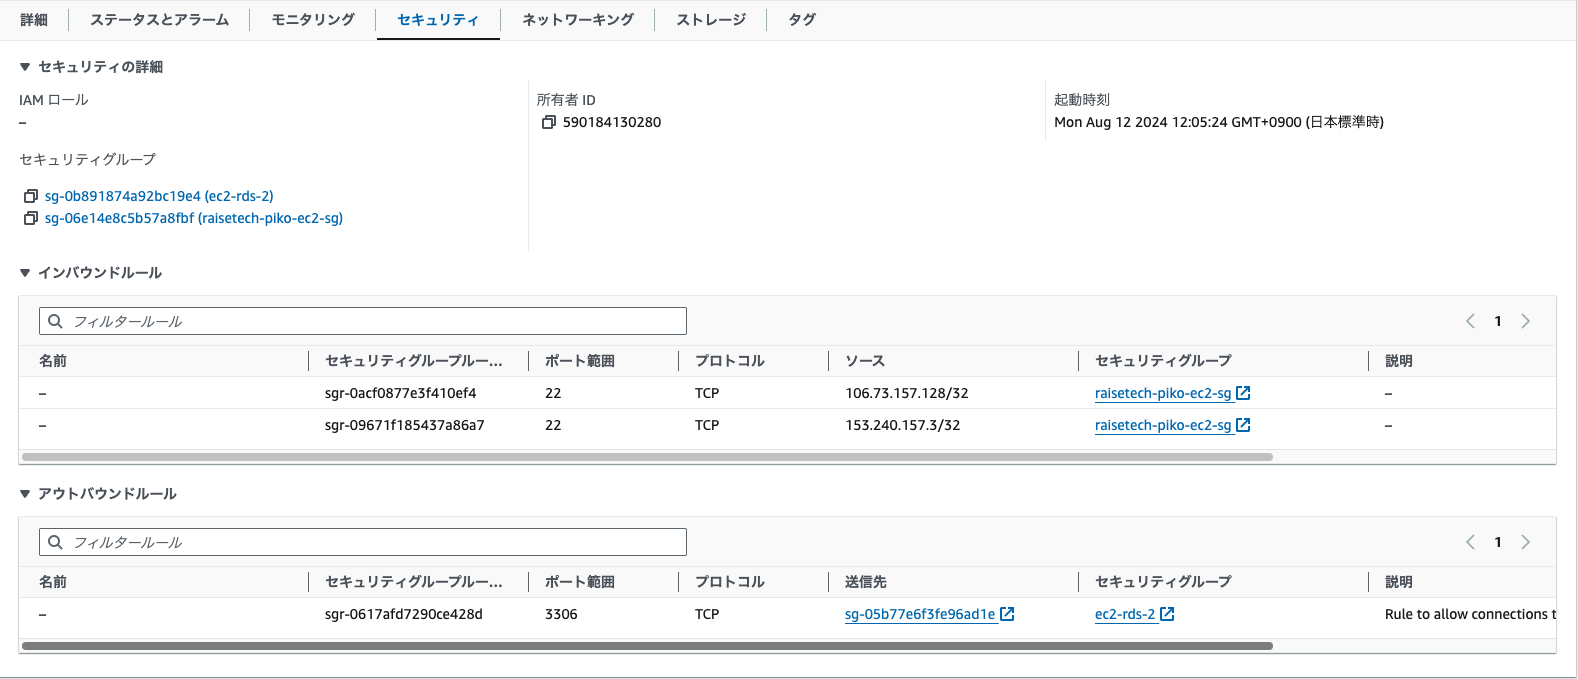 詳細 ステータスとアラーム モニタリング セキュリティ ネットワーキング ストレージ タグ
▼ セキュリティの詳細
IAM ロール 所有者 ID 起動時刻
– 590184130280 Mon Aug 12 2024 12:05:24 GMT+0900 (日本標準時)
セキュリティグループ
sg-0b891874a92bc19e4 (ec2-rds-2)
sg-06e14e8c5b57a8fbf (raisetech-piko-ec2-sg)
▼ インバウンドルール
フィルタールール 1
名前 セキュリティグループルー... ポート範囲 プロトコル ソース セキュリティグループ 説明
– sgr-0acf0877e3f410ef4 22 TCP 106.73.157.128/32 raisetech-piko-ec2-sg –
– sgr-09671f185437a86a7 22 TCP 153.240.157.3/32 raisetech-piko-ec2-sg –
▼ アウトバウンドルール
フィルタールール 1
名前 セキュリティグループルー... ポート範囲 プロトコル 送信先 セキュリティグループ 説明
– sgr-0617afd7290ce428d 3306 TCP sg-05b77e6f3fe96ad1e ec2-rds-2 Rule to allow connections t